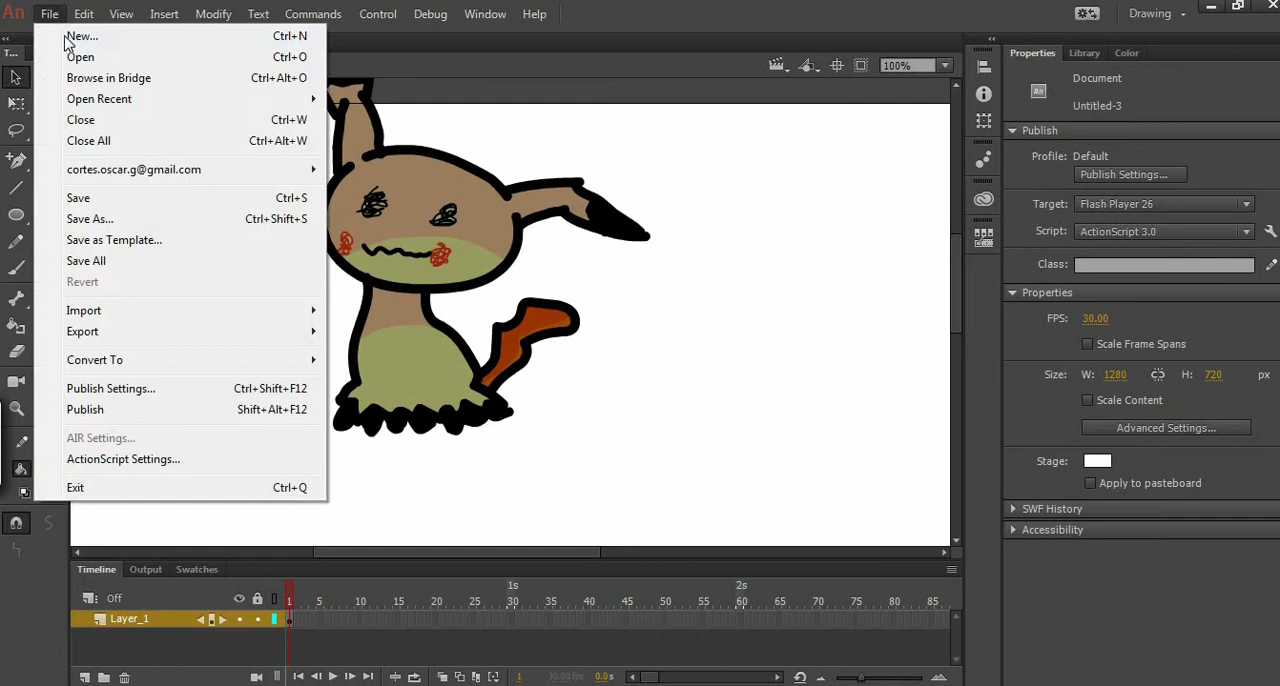 An File Edit View Insert Modify Text Commands Control Debug Window Help Drawing
New... Ctrl+N
Open Ctrl+O
Browse in Bridge Ctrl+Alt+O
Open Recent
Close Ctrl+W
Close All Ctrl+Alt+W
cortes.oscar.g@gmail.com
Save Ctrl+S
Save As... Ctrl+Shift+S
Save as Template...
Save All
Revert
Import
Export
Convert To
Publish Settings... Ctrl+Shift+F12
Publish Shift+Alt+F12
AIR Settings...
ActionScript Settings...
Exit Ctrl+Q
T...
100%
Properties Library Color
Document
An
Untitled-3
Publish
Profile: Default
Publish Settings...
Target: Flash Player 26
Script: ActionScript 3.0
Class:
Properties
FPS: 30.00
Scale Frame Spans
Size: W: 1280 H: 720 px
Scale Content
Advanced Settings...
Stage:
Apply to pasteboard
SWF History
Accessibility
Timeline Output Swatches
1s 2s
Off 1 5 10 15 20 25 30 35 40 45 50 55 60 65 70 75 80 85
Layer_1
1 30.00fps 0.0s